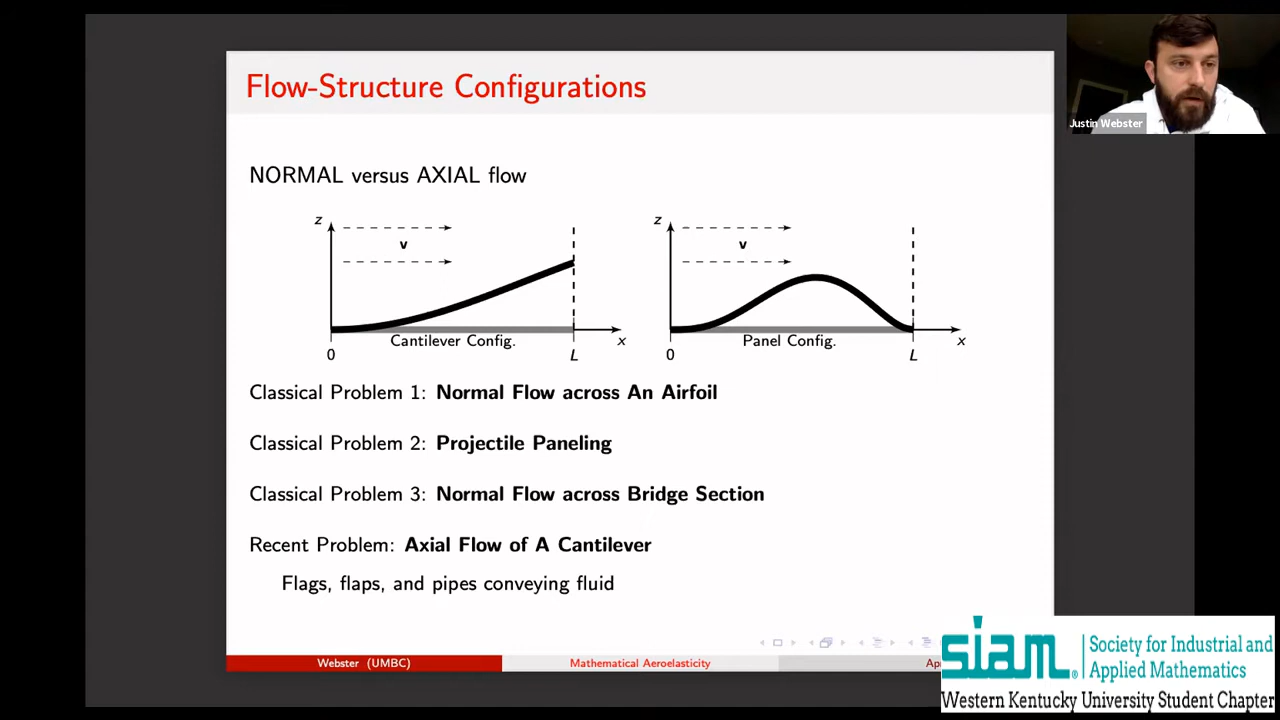 Flow-Structure Configurations
Justin Webster
NORMAL versus AXIAL flow
z
v
Cantilever Config.
0
L
x
z
v
Panel Config.
0
L
x
Classical Problem 1: Normal Flow across An Airfoil
Classical Problem 2: Projectile Paneling
Classical Problem 3: Normal Flow across Bridge Section
Recent Problem: Axial Flow of A Cantilever
Flags, flaps, and pipes conveying fluid
Webster (UMBC)
Mathematical Aeroelasticity
siam®
Society for Industrial and
Applied Mathematics
Western Kentucky University Student Chapter